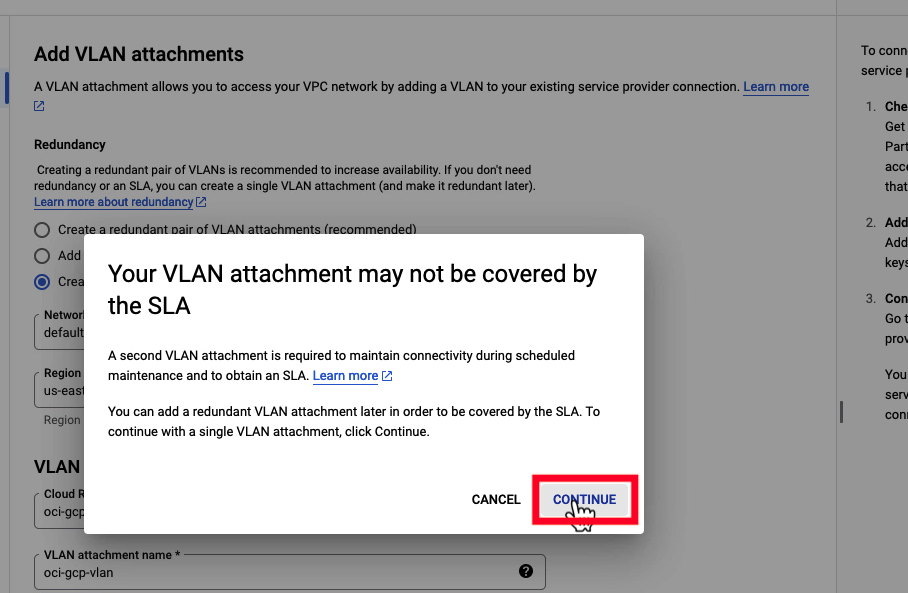 Add VLAN attachments
A VLAN attachment allows you to access your VPC network by adding a VLAN to your existing service provider connection. Learn more
Redundancy
Creating a redundant pair of VLANs is recommended to increase availability. If you don't need
redundancy or an SLA, you can create a single VLAN attachment (and make it redundant later).
Learn more about redundancy
Create a redundant pair of VLAN attachments (recommended)
Add
Your VLAN attachment may not be covered by
the SLA
A second VLAN attachment is required to maintain connectivity during scheduled
maintenance and to obtain an SLA. Learn more
You can add a redundant VLAN attachment later in order to be covered by the SLA. To
continue with a single VLAN attachment, click Continue.
CANCEL
CONTINUE
default
Region
us-east
Region
VLAN
Cloud R
oci-gcp
VLAN attachment name *
oci-gcp-vlan
To conn
service p
1. Che
Get
Part
acce
that
2. Add
Add
keys
3. Con
Go t
prov
You
serv
conn